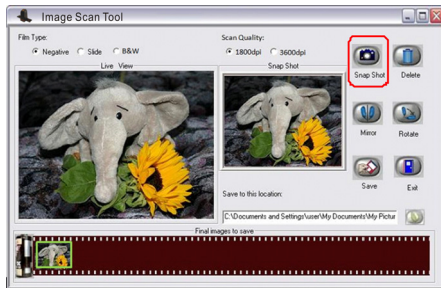 Image Scan Tool
Film Type:
Negative Slide B&W
Scan Quality:
1800dpi 3600dpi
Live View
Snap Shot
Snap Shot Delete
Mirror Rotate
Save Exit
Save to this location:
C:\Documents and Settings\user\My Documents\My Pictur
Final images to save